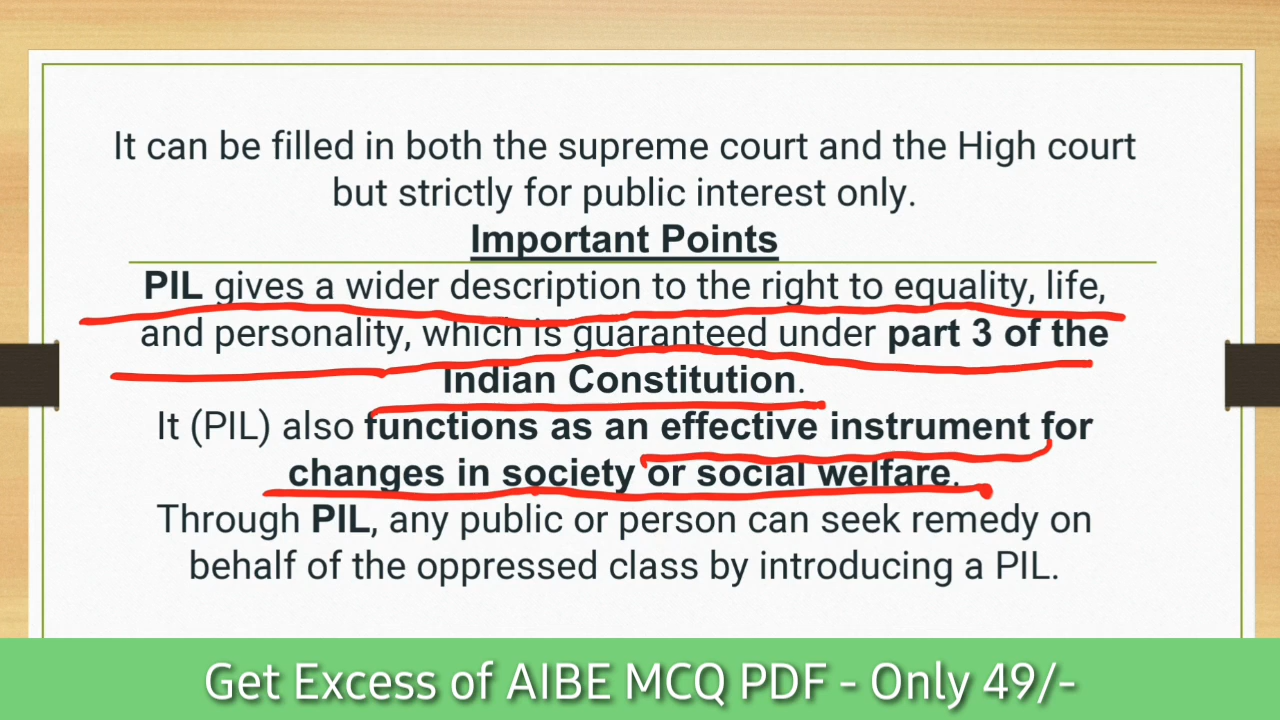 It can be filled in both the supreme court and the High court
but strictly for public interest only.
Important Points
PIL gives a wider description to the right to equality, life,
and personality, which is guaranteed under part 3 of the
Indian Constitution.
It (PIL) also functions as an effective instrument for
changes in society or social welfare.
Through PIL, any public or person can seek remedy on
behalf of the oppressed class by introducing a PIL.
Get Excess of AIBE MCQ PDF - Only 49/-